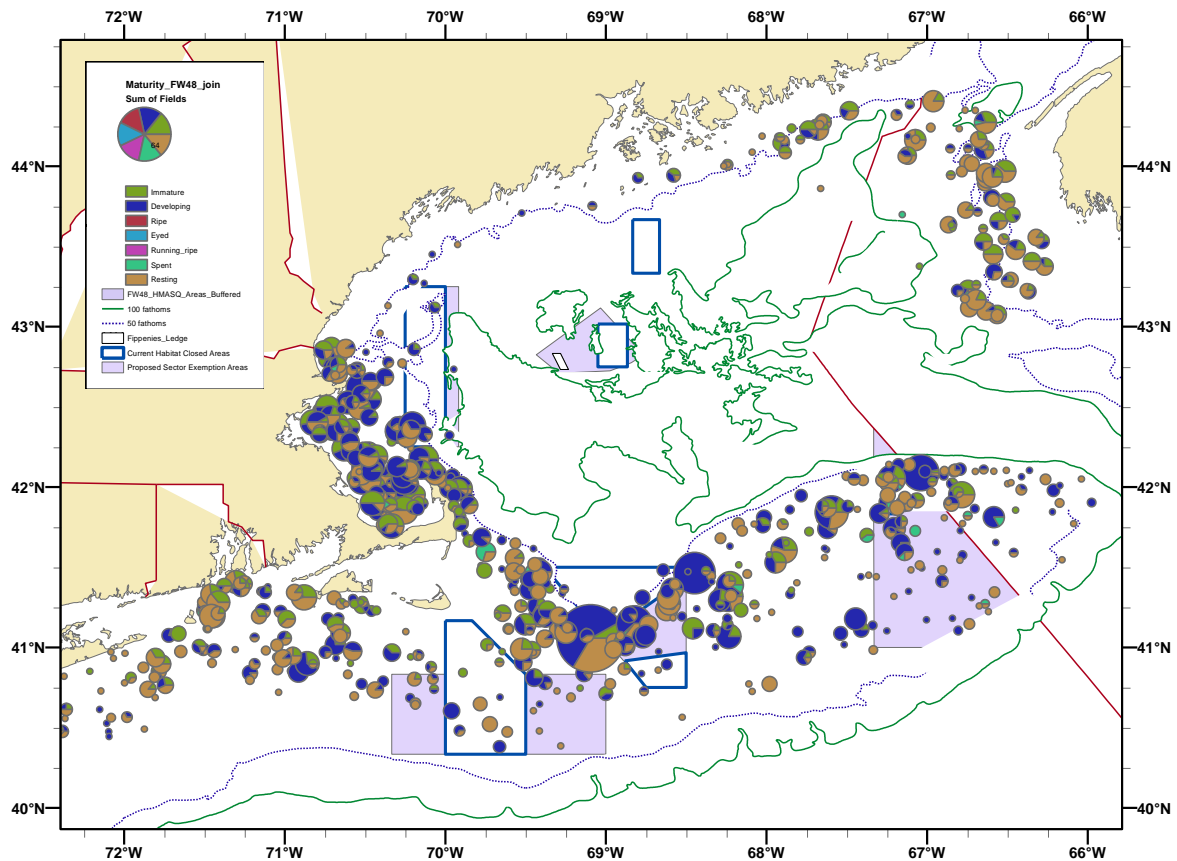 72°W 71°W 70°W 69°W 68°W 67°W 66°W
Maturity_FW48_join
Sum of Fields
64
Immature
Developing
Ripe
Eyed
Running_ripe
Spent
Resting
FW48_HMASQ_Areas_Buffered
100 fathoms
50 fathoms
Fippenies_Ledge
Current Habitat Closed Areas
Proposed Sector Exemption Areas
44°N 44°N
43°N 43°N
42°N 42°N
41°N 41°N
40°N 40°N
72°W 71°W 70°W 69°W 68°W 67°W 66°W